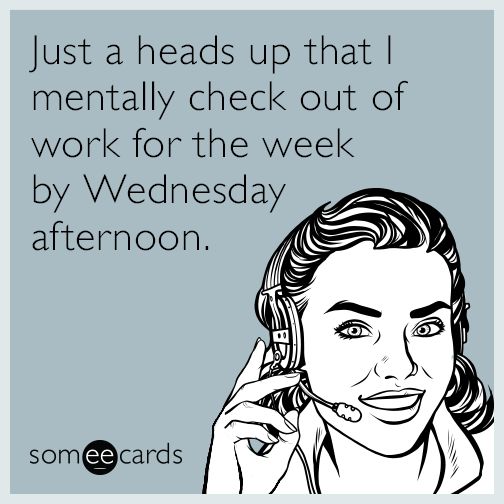 Just a heads up that I
mentally check out of
work for the week
by Wednesday
afternoon.
someecards